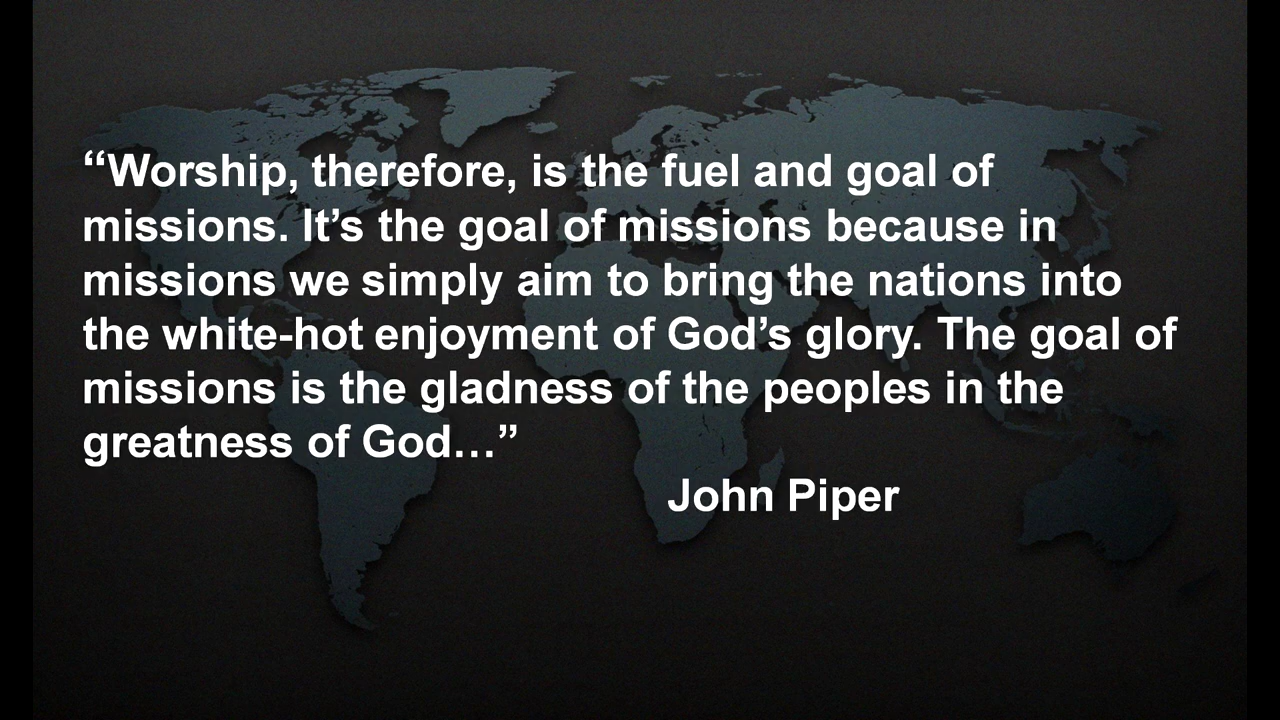 “Worship, therefore, is the fuel and goal of
missions. It’s the goal of missions because in
missions we simply aim to bring the nations into
the white-hot enjoyment of God’s glory. The goal of
missions is the gladness of the peoples in the
greatness of God…”
John Piper